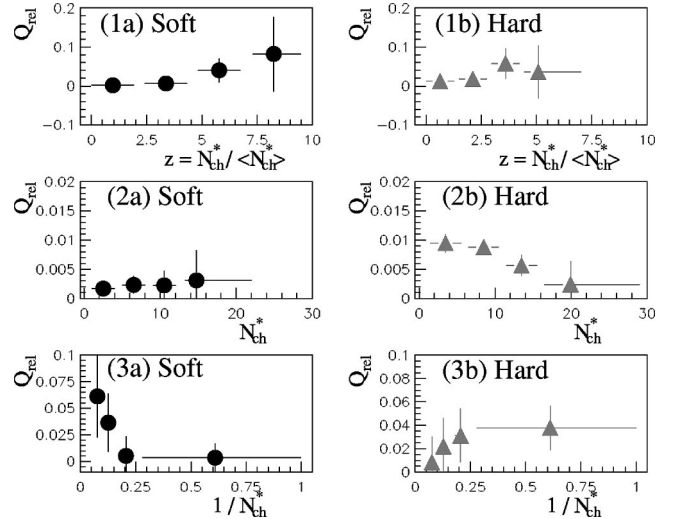 Q_rel
(1a) Soft
0.2
0.1
0
-0.1
0 2.5 5 7.5 10
z = N*_ch / <N*_ch>
Q_rel
(1b) Hard
0.2
0.1
0
-0.1
0 2.5 5 7.5 10
z = N*_ch / <N*_ch>
Q_rel
(2a) Soft
0.02
0.015
0.01
0.005
0
0 10 20 30
N*_ch
Q_rel
(2b) Hard
0.02
0.015
0.01
0.005
0
0 10 20 30
N*_ch
Q_rel
(3a) Soft
0.1
0.075
0.05
0.025
0
0 0.25 0.5 0.75 1
1 / N*_ch
Q_rel
(3b) Hard
0.1
0.08
0.06
0.04
0.02
0
0 0.25 0.5 0.75 1
1 / N*_ch